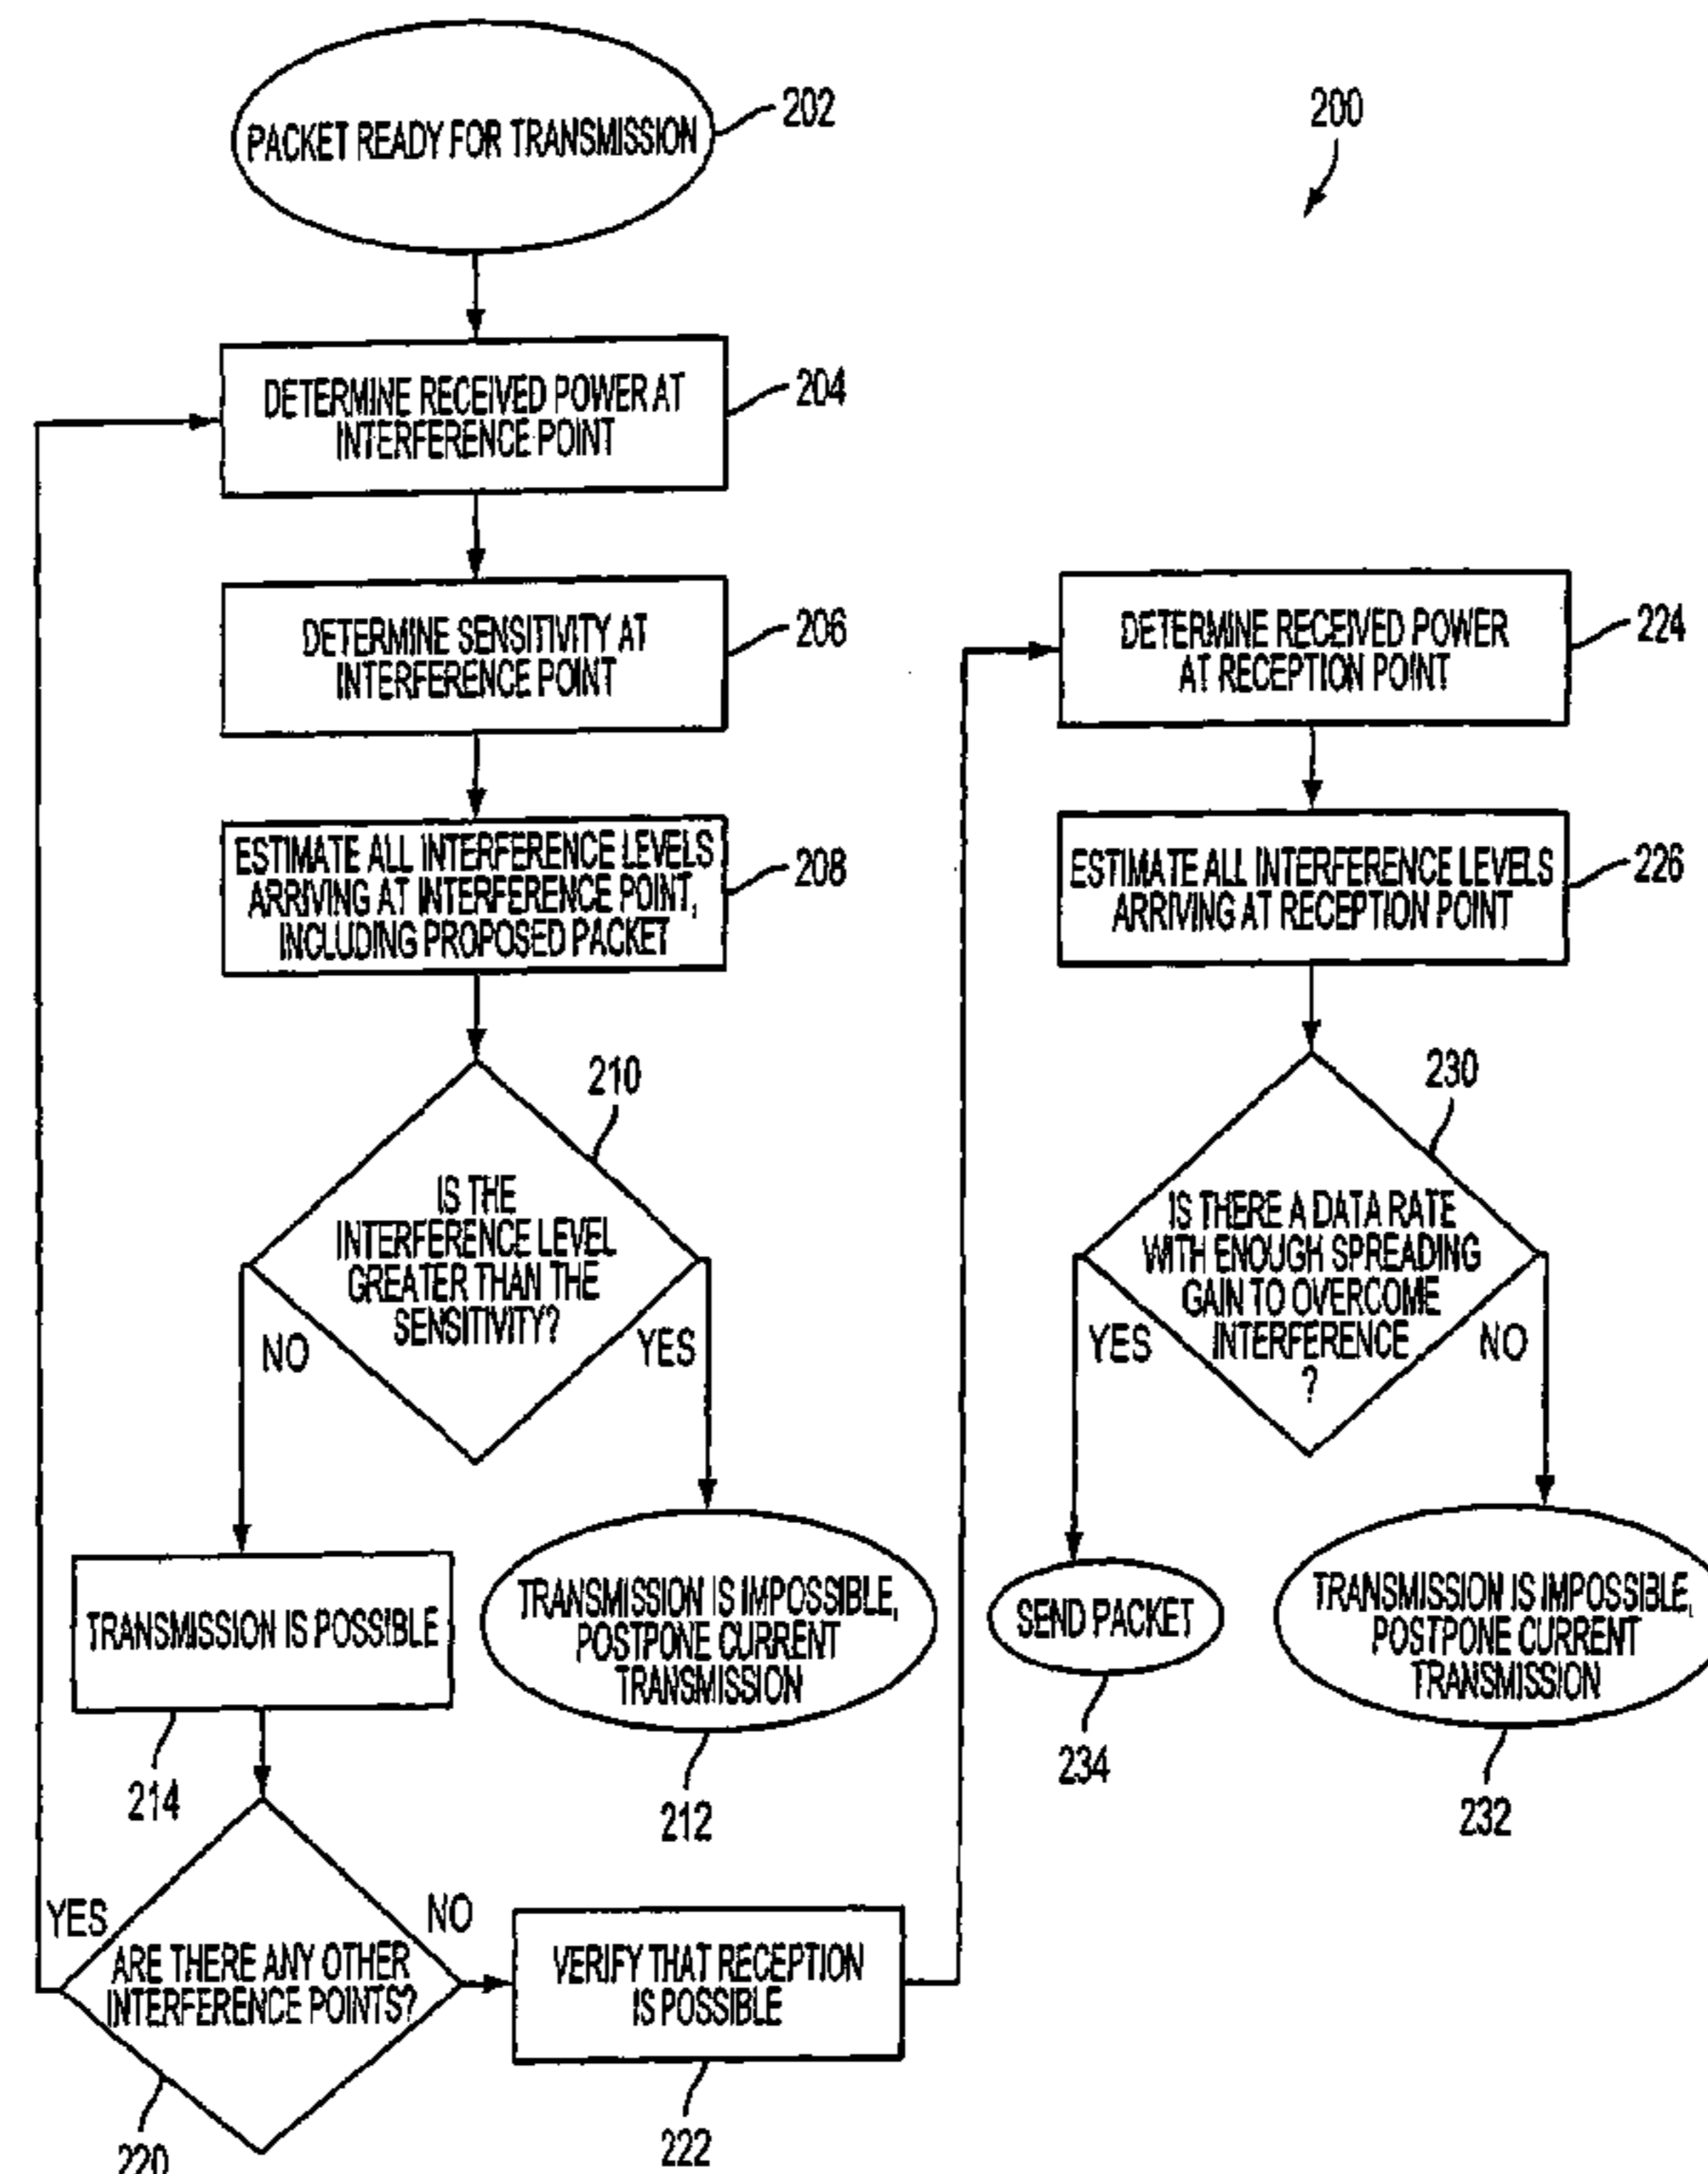 PACKET READY FOR TRANSMISSION
202
200
DETERMINE RECEIVED POWER AT
INTERFERENCE POINT
204
DETERMINE SENSITIVITY AT
INTERFERENCE POINT
206
ESTIMATE ALL INTERFERENCE LEVELS
ARRIVING AT INTERFERENCE POINT,
INCLUDING PROPOSED PACKET
208
210
IS THE
INTERFERENCE LEVEL
GREATER THAN THE
SENSITIVITY?
NO
YES
TRANSMISSION IS POSSIBLE
214
TRANSMISSION IS IMPOSSIBLE,
POSTPONE CURRENT
TRANSMISSION
212
YES
NO
ARE THERE ANY OTHER
INTERFERENCE POINTS?
220
VERIFY THAT RECEPTION
IS POSSIBLE
222
DETERMINE RECEIVED POWER
AT RECEPTION POINT
224
ESTIMATE ALL INTERFERENCE LEVELS
ARRIVING AT RECEPTION POINT
226
230
IS THERE A DATA RATE
WITH ENOUGH SPREADING
GAIN TO OVERCOME
INTERFERENCE
?
YES
NO
SEND PACKET
234
TRANSMISSION IS IMPOSSIBLE,
POSTPONE CURRENT
TRANSMISSION
232